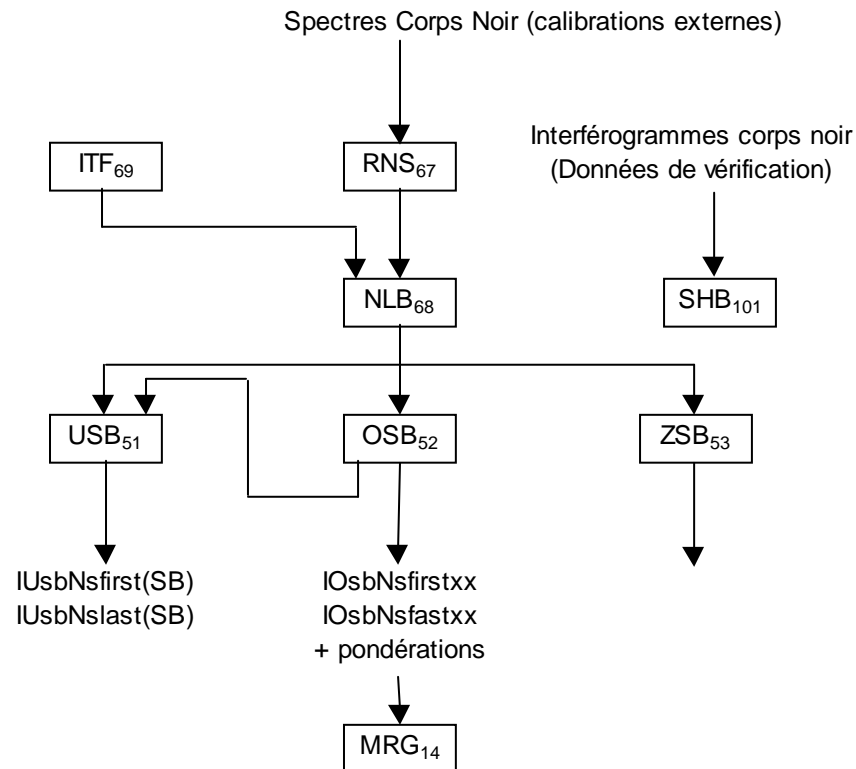 Spectres Corps Noir (calibrations externes)
Interférogrammes corps noir
(Données de vérification)
ITF69
RNS67
NLB68
SHB101
USB51
OSB52
ZSB53
IUsbNsfirst(SB)
IUsbNslast(SB)
IOsbNsfirstxx
IOsbNsfastxx
+ pondérations
MRG14